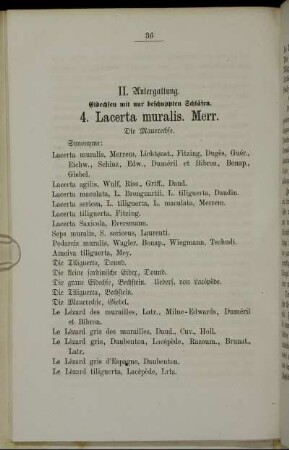 36
II. Untergattung.
Eidechsen mit nur beschuppten Schläfen.
4. Lacerta muralis. Merr.
Die Mauerechse.
Synonyme:
Lacerta muralis, Merrem, Lichtenst., Fitzing, Dugès, Guér.,
Eichw., Schinz, Edw., Duméril et Bibron, Bonap.,
Giebel.
Lacerta agilis, Wulf, Riss., Griff., Daud.
Lacerta maculata, L. Brongnartii, L. tiliguerta, Daudin.
Lacerta sericea, L. tiliguerta, L. maculata, Merrem.
Lacerta tiliguerta, Fitzing.
Lacerta Saxicola, Eversmann.
Seps muralis, S. sericeus, Laurenti.
Podarcis muralis, Wagler, Bonap., Wiegmann, Tschudi.
Ameiva tiliguerta, Mey.
Die Tiliguerta, Donnd.
Die kleine sardinische Eidex, Donnd.
Die graue Eidechse, Bechstein. Uebers. von Lacépède.
Die Tiliguerta, Bechstein.
Die Mauerechse, Giebel.
Le Lézard des murailles, Latr., Milne-Edwards, Duméril
et Bibron.
Le Lézard gris des murailles, Daud., Cuv., Holl.
Le Lézard gris, Daubenton, Lacépède, Razoum., Brunat.,
Latr.
Le Lézard gris d'Espagne, Daubenton.
Le Lézard tiliguerta, Lacépède, Latr.